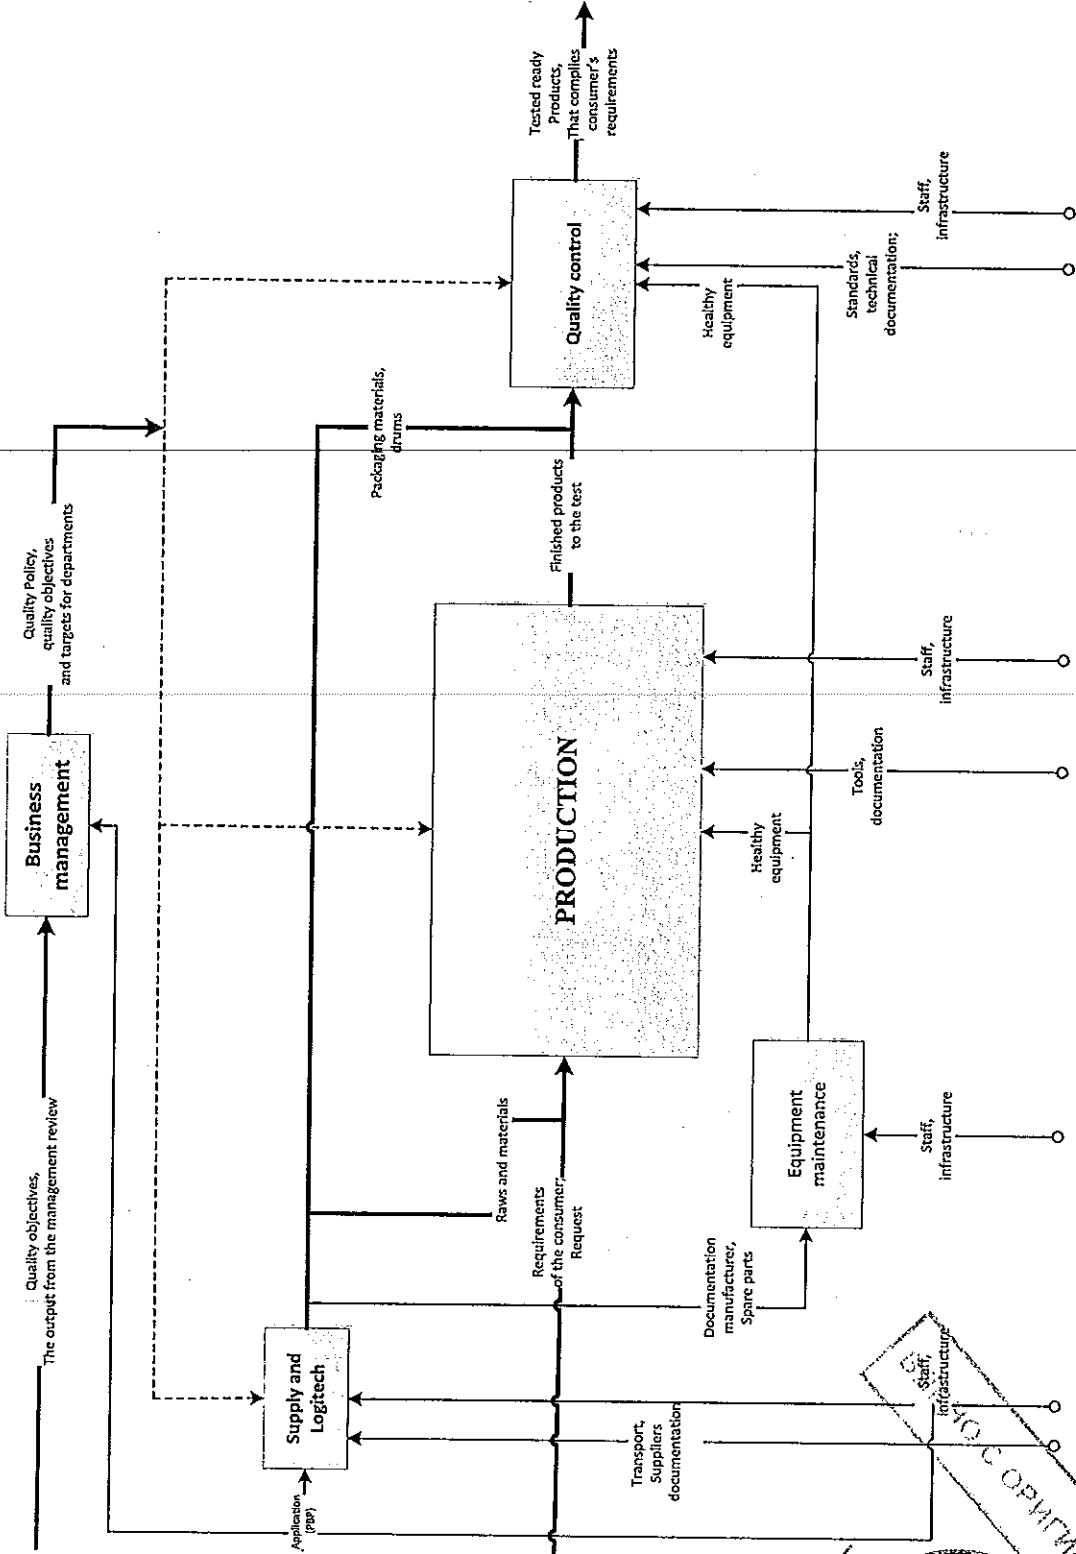 Quality objectives,
The output from the management review
Business
management
Quality Policy,
quality objectives
and targets for departments
Application
(PDP)
Supply and
Logitech
Packaging materials,
drums
Raws and materials
Requirements
of the consumer;
Request
PRODUCTION
Finished products
to the test
Quality control
Tested ready
Products,
That complies
consumer's
requirements
Transport,
Suppliers
documentation
Staff,
infrastructure
Documentation
manufacturer,
Spare parts
Equipment
maintenance
Staff,
infrastructure
Healthy
equipment
Tools,
documentation
Staff,
infrastructure
Healthy
equipment
Standards,
technical
documentation;
Staff,
infrastructure
С ОРИГИ